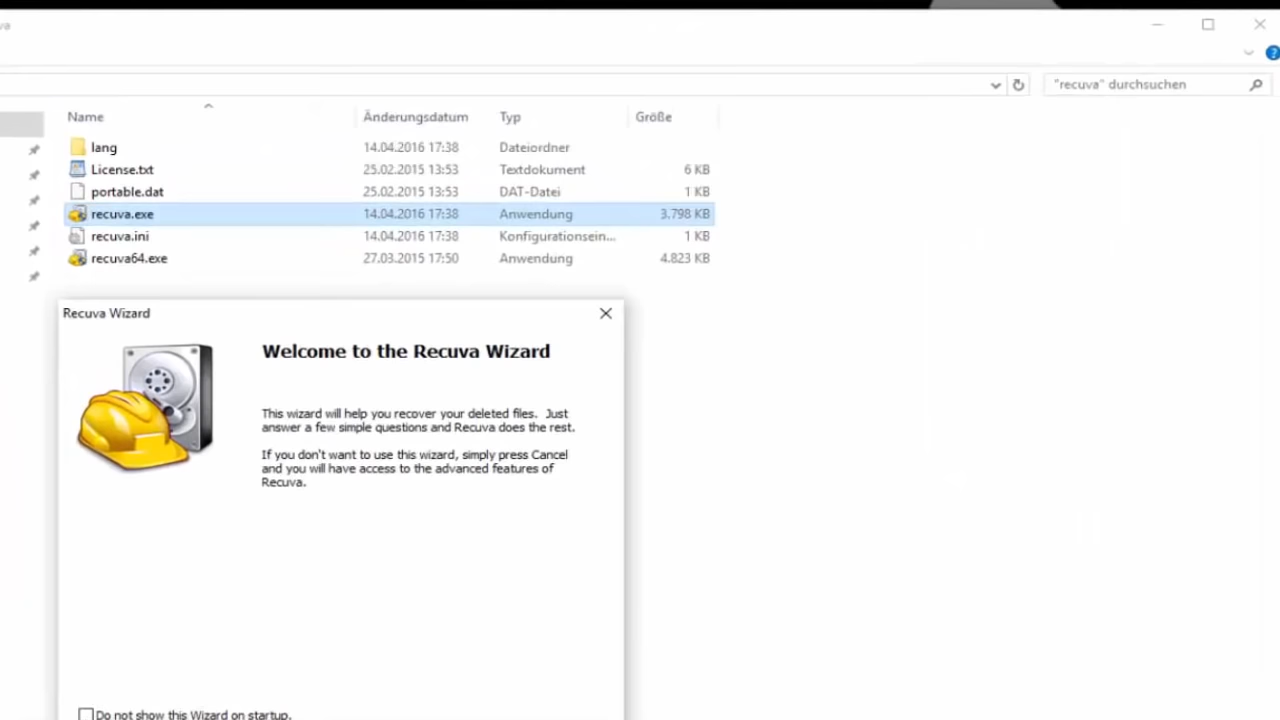 va
"recuva" durchsuchen
Name Änderungsdatum Typ Größe
lang 14.04.2016 17:38 Dateiordner
License.txt 25.02.2015 13:53 Textdokument 6 KB
portable.dat 25.02.2015 13:53 DAT-Datei 1 KB
recuva.exe 14.04.2016 17:38 Anwendung 3.798 KB
recuva.ini 14.04.2016 17:38 Konfigurationsein... 1 KB
recuva64.exe 27.03.2015 17:50 Anwendung 4.823 KB
Recuva Wizard
Welcome to the Recuva Wizard
This wizard will help you recover your deleted files. Just
answer a few simple questions and Recuva does the rest.
If you don't want to use this wizard, simply press Cancel
and you will have access to the advanced features of
Recuva.
Do not show this Wizard on startup.